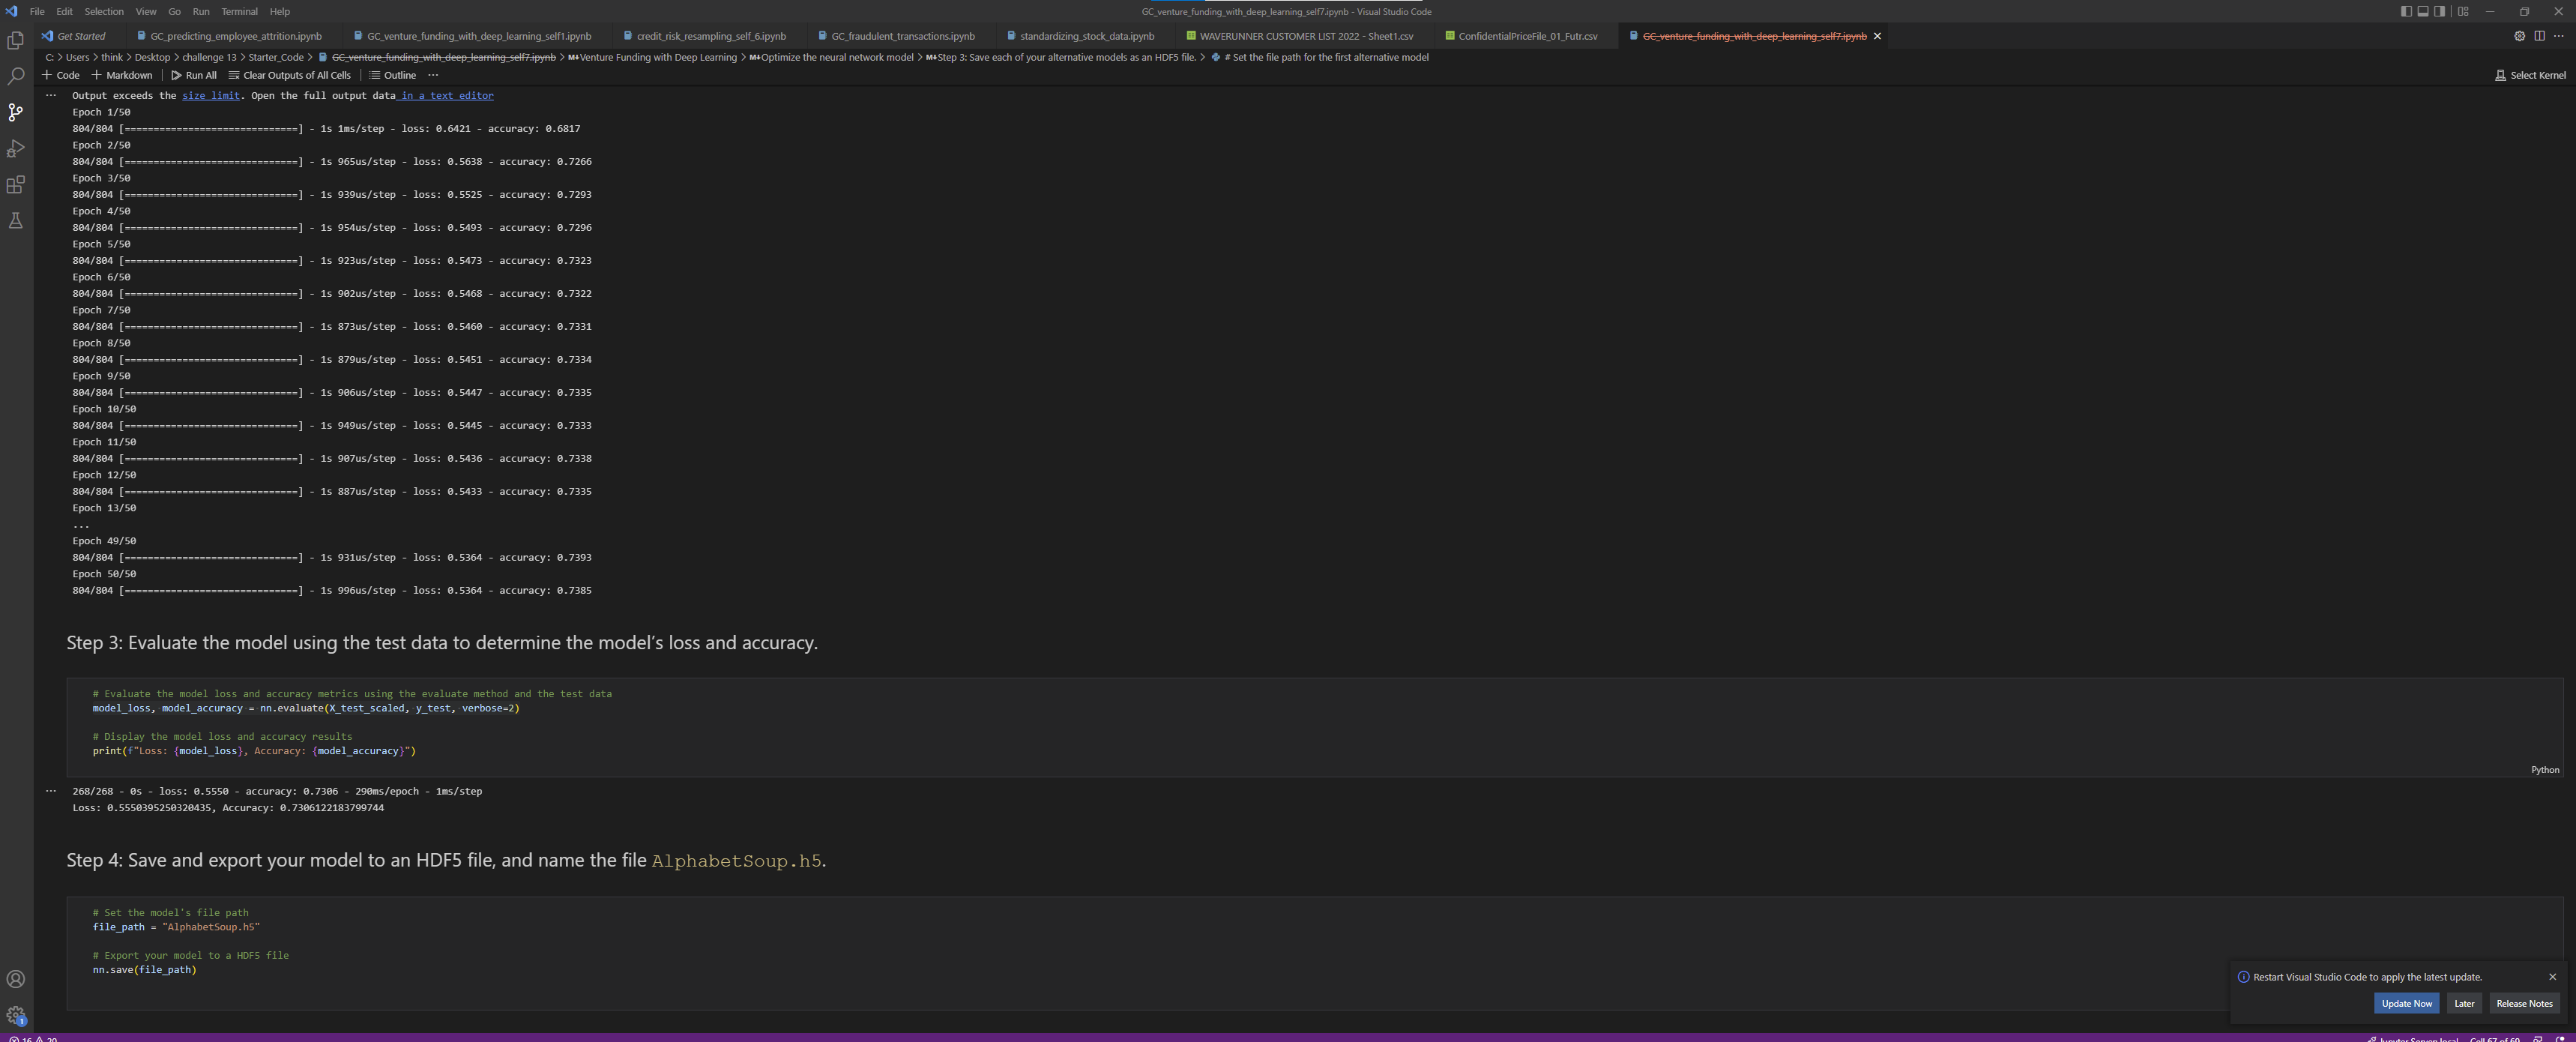 File Edit Selection View Go Run Terminal Help
GC_venture_funding_with_deep_learning_self7.ipynb - Visual Studio Code
Get Started
GC_predicting_employee_attrition.ipynb
GC_venture_funding_with_deep_learning_self1.ipynb
credit_risk_resampling_self_6.ipynb
GC_fraudulent_transactions.ipynb
standardizing_stock_data.ipynb
WAVERUNNER CUSTOMER LIST 2022 - Sheet1.csv
ConfidentialPriceFile_01_Futr.csv
GC_venture_funding_with_deep_learning_self7.ipynb
C: > Users > think > Desktop > challenge 13 > Starter_Code > GC_venture_funding_with_deep_learning_self7.ipynb > M↓Venture Funding with Deep Learning > M↓Optimize the neural network model > M↓Step 3: Save each of your alternative models as an HDF5 file. > # Set the file path for the first alternative model
+ Code + Markdown | Run All Clear Outputs of All Cells | Outline ...
Select Kernel
... Output exceeds the size limit. Open the full output data in a text editor
Epoch 1/50
804/804 [==============================] - 1s 1ms/step - loss: 0.6421 - accuracy: 0.6817
Epoch 2/50
804/804 [==============================] - 1s 965us/step - loss: 0.5638 - accuracy: 0.7266
Epoch 3/50
804/804 [==============================] - 1s 939us/step - loss: 0.5525 - accuracy: 0.7293
Epoch 4/50
804/804 [==============================] - 1s 954us/step - loss: 0.5493 - accuracy: 0.7296
Epoch 5/50
804/804 [==============================] - 1s 923us/step - loss: 0.5473 - accuracy: 0.7323
Epoch 6/50
804/804 [==============================] - 1s 902us/step - loss: 0.5468 - accuracy: 0.7322
Epoch 7/50
804/804 [==============================] - 1s 873us/step - loss: 0.5460 - accuracy: 0.7331
Epoch 8/50
804/804 [==============================] - 1s 879us/step - loss: 0.5451 - accuracy: 0.7334
Epoch 9/50
804/804 [==============================] - 1s 906us/step - loss: 0.5447 - accuracy: 0.7335
Epoch 10/50
804/804 [==============================] - 1s 949us/step - loss: 0.5445 - accuracy: 0.7333
Epoch 11/50
804/804 [==============================] - 1s 907us/step - loss: 0.5436 - accuracy: 0.7338
Epoch 12/50
804/804 [==============================] - 1s 887us/step - loss: 0.5433 - accuracy: 0.7335
Epoch 13/50
...
Epoch 49/50
804/804 [==============================] - 1s 931us/step - loss: 0.5364 - accuracy: 0.7393
Epoch 50/50
804/804 [==============================] - 1s 996us/step - loss: 0.5364 - accuracy: 0.7385
Step 3: Evaluate the model using the test data to determine the model's loss and accuracy.
# Evaluate the model loss and accuracy metrics using the evaluate method and the test data
model_loss, model_accuracy = nn.evaluate(X_test_scaled, y_test, verbose=2)
# Display the model loss and accuracy results
print(f"Loss: {model_loss}, Accuracy: {model_accuracy}")
Python
... 268/268 - 0s - loss: 0.5550 - accuracy: 0.7306 - 290ms/epoch - 1ms/step
Loss: 0.5550395250320435, Accuracy: 0.7306122183799744
Step 4: Save and export your model to an HDF5 file, and name the file AlphabetSoup.h5.
# Set the model's file path
file_path = "AlphabetSoup.h5"
# Export your model to a HDF5 file
nn.save(file_path)
Restart Visual Studio Code to apply the latest update.
Update Now Later Release Notes
1
16 20
Jupyter Server: local Cell 67 of 69